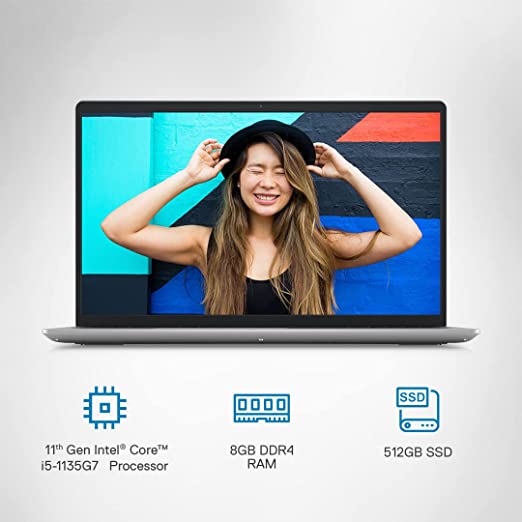 SSD
11th Gen Intel® Core™
i5-1135G7 Processor
8GB DDR4
RAM
512GB SSD